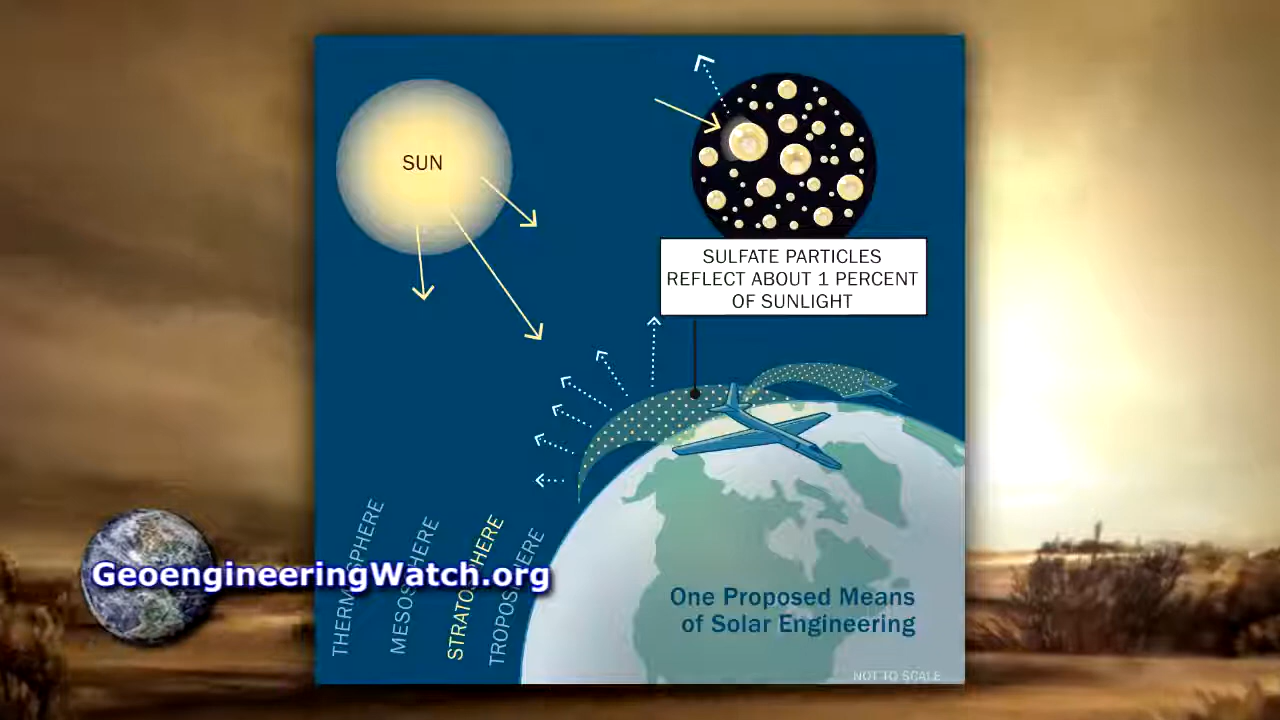 SUN
SULFATE PARTICLES
REFLECT ABOUT 1 PERCENT
OF SUNLIGHT
THERMOSPHERE
MESOSPHERE
STRATOSPHERE
TROPOSPHERE
GeoengineeringWatch.org
One Proposed Means
of Solar Engineering
NOT TO SCALE